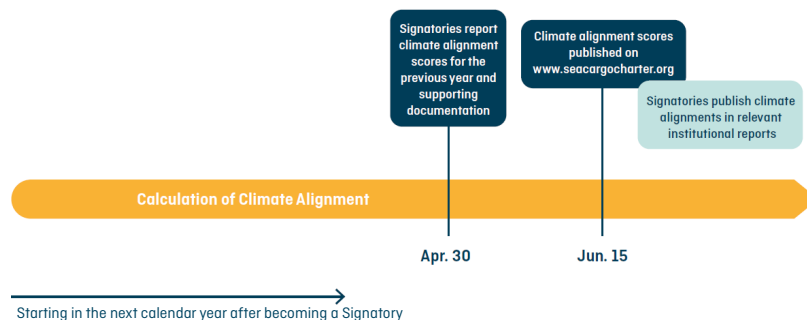 Signatories report
climate alignment
scores for the
previous year and
supporting
documentation
Climate alignment scores
published on
www.seacargocharter.org
Signatories publish climate
alignments in relevant
institutional reports
Calculation of Climate Alignment
Apr. 30
Jun. 15
Starting in the next calendar year after becoming a Signatory